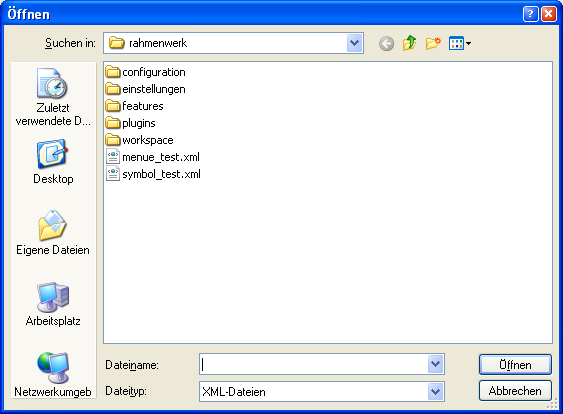 Öffnen
Suchen in: rahmenwerk
Zuletzt
verwendete D...
Desktop
Eigene Dateien
Arbeitsplatz
Netzwerkumgeb
configuration
einstellungen
features
plugins
workspace
menue_test.xml
symbol_test.xml
Dateiname:
Öffnen
Dateityp: XML-Dateien
Abbrechen